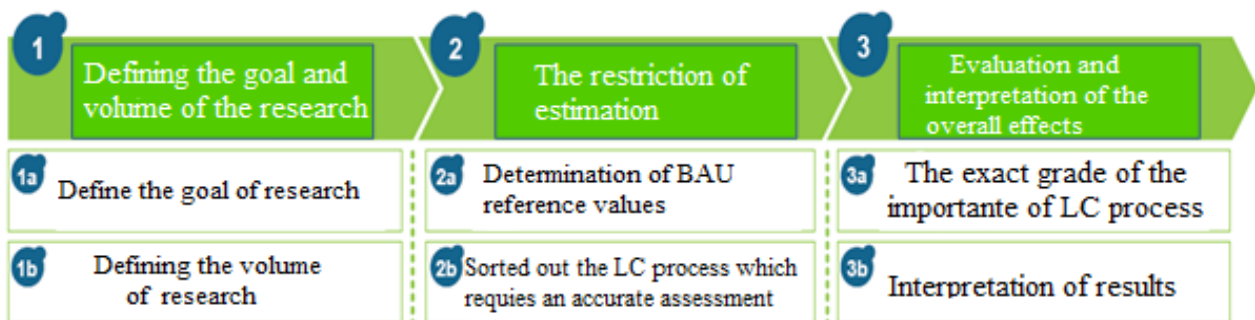 1
Defining the goal and
volume of the research
2
The restriction of
estimation
3
Evaluation and
interpretation of the
overall effects
1a
Define the goal of research
2a
Determination of BAU
reference values
3a
The exact grade of the
importante of LC process
1b
Defining the volume
of research
2b
Sorted out the LC process which
requies an accurate assessment
3b
Interpretation of results